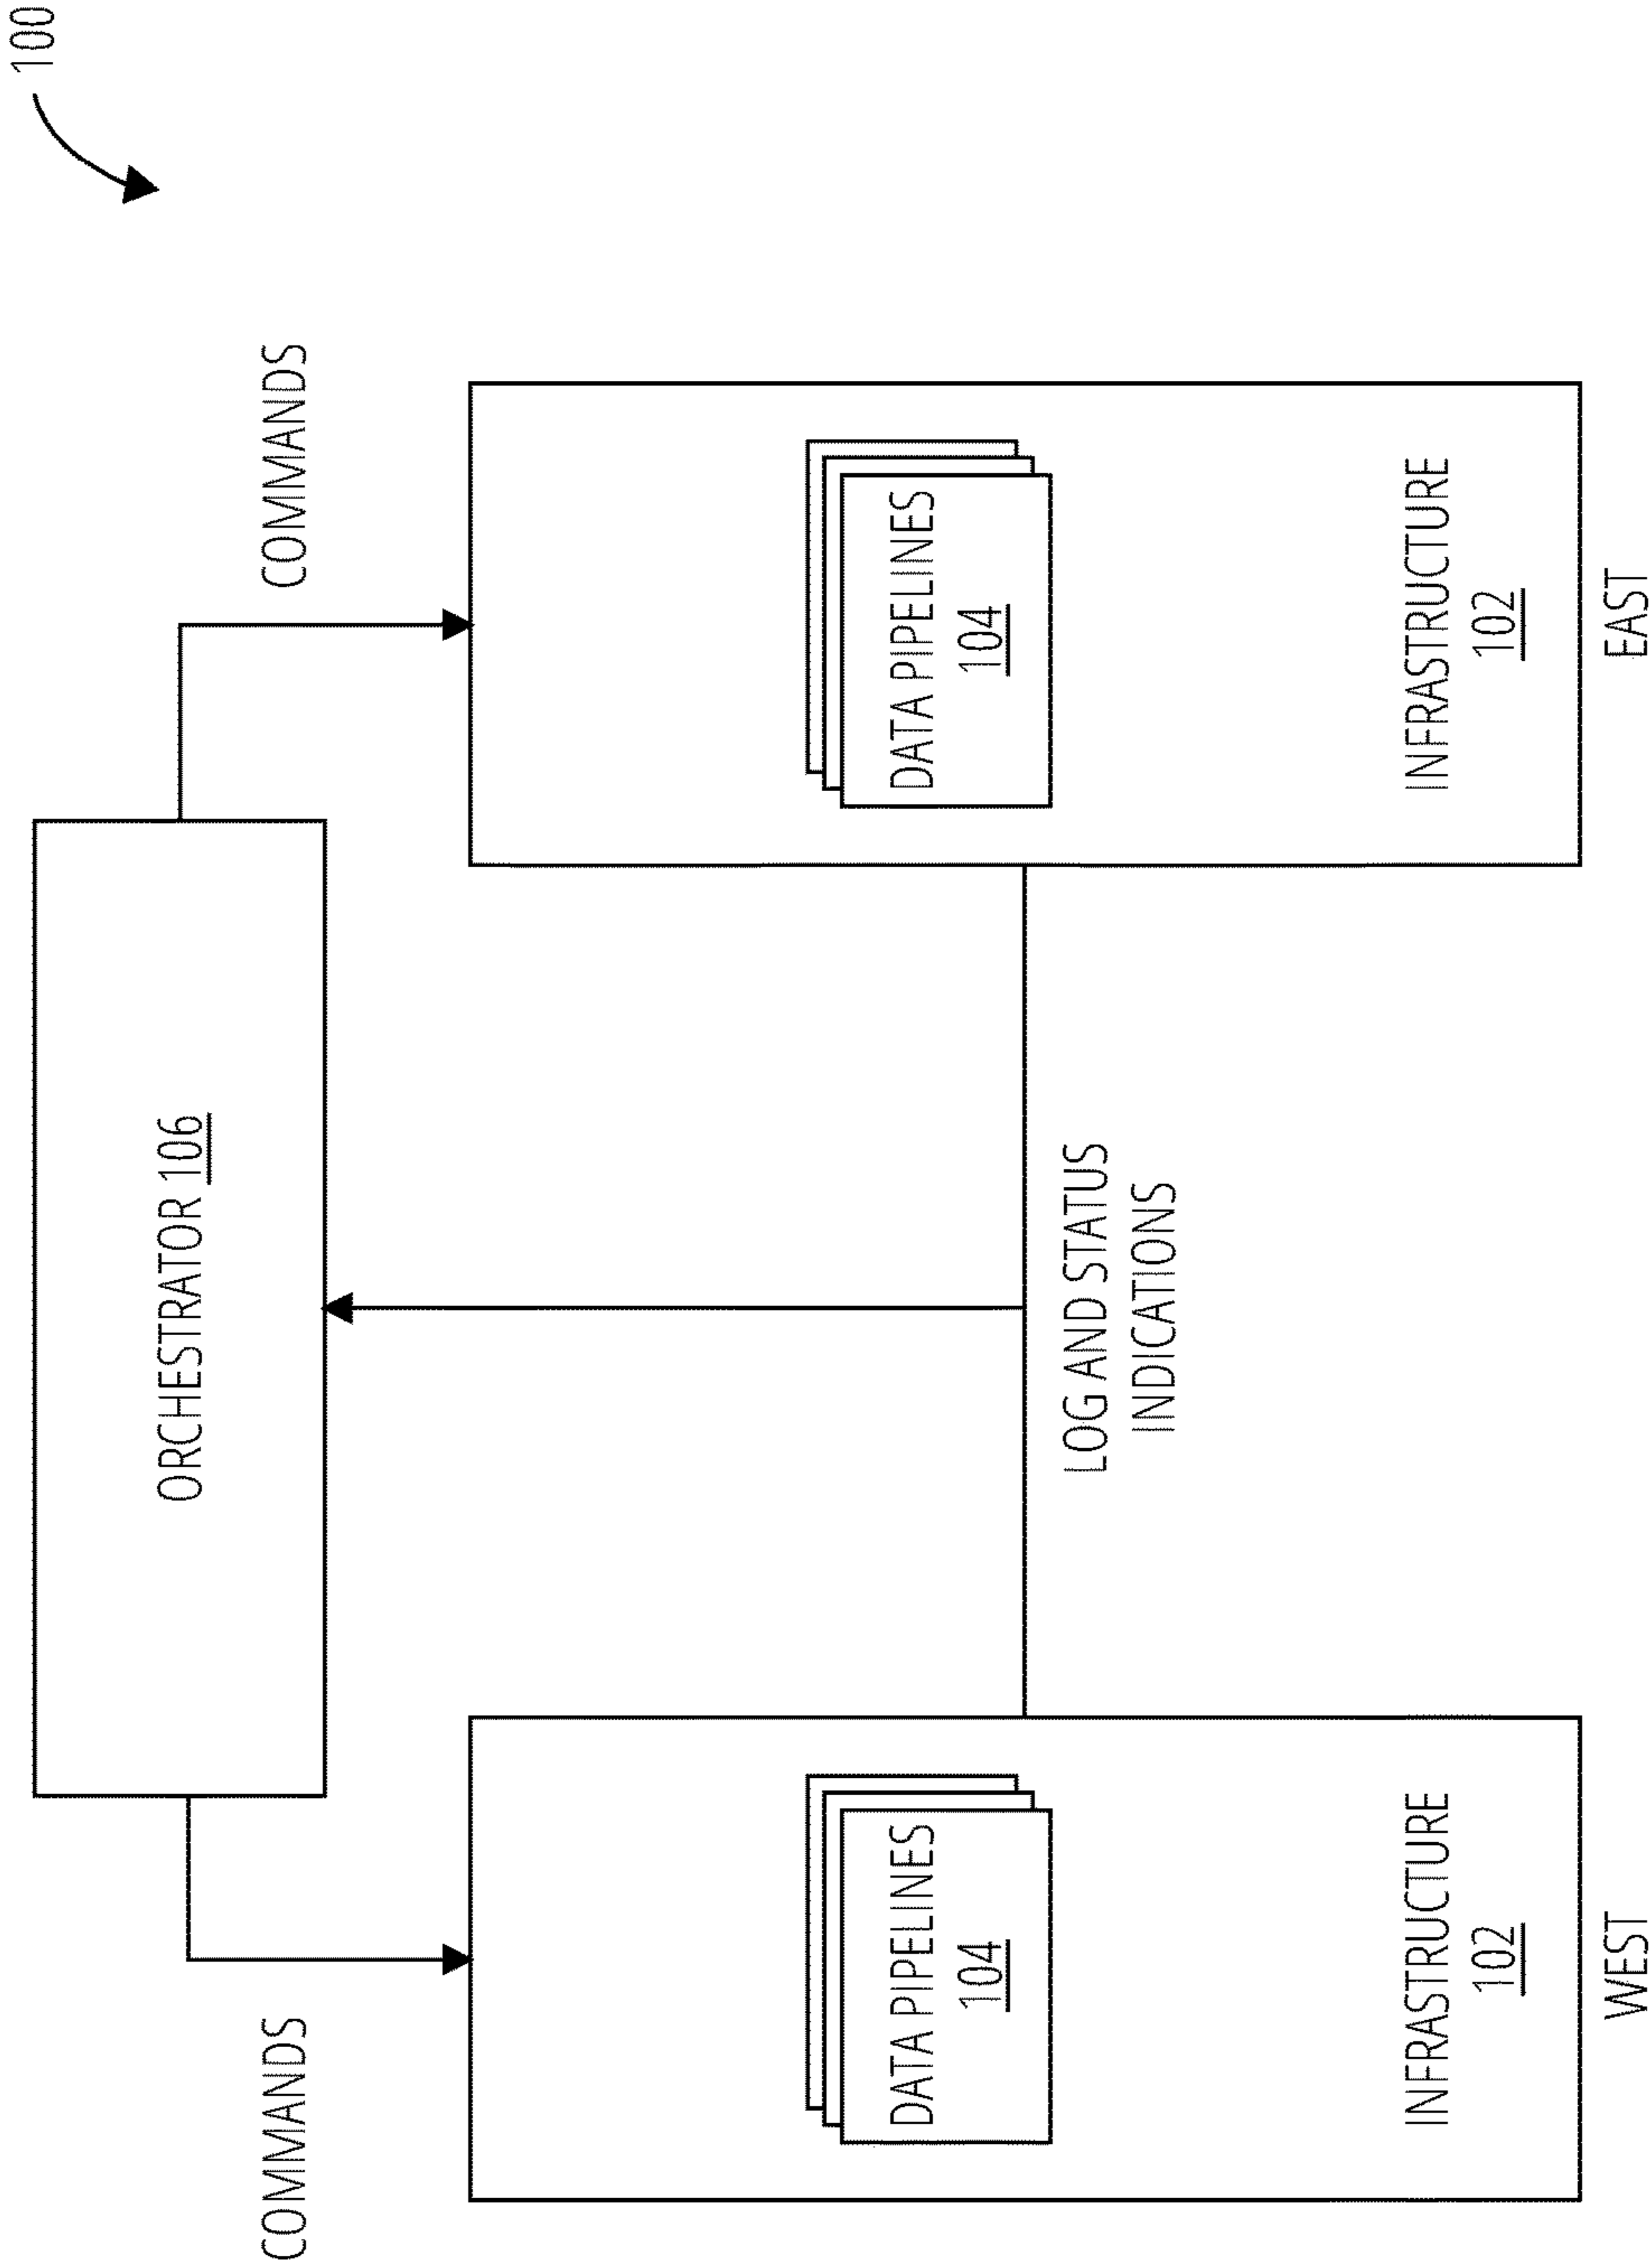 100
ORCHESTRATOR 106
COMMANDS
COMMANDS
DATA PIPELINES
104
DATA PIPELINES
104
LOG AND STATUS
INDICATIONS
INFRASTRUCTURE
102
INFRASTRUCTURE
102
WEST
EAST